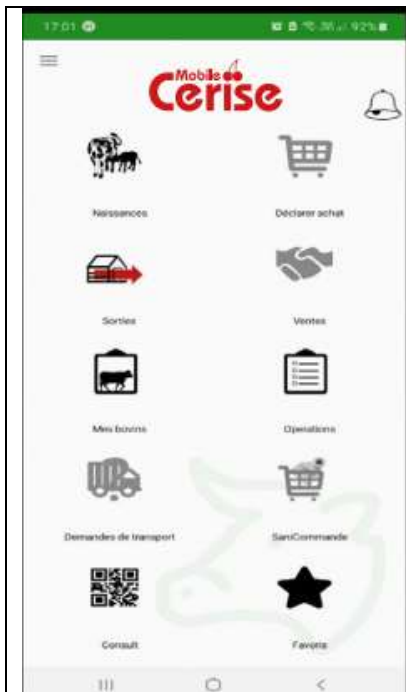 17:01
92%
Mobile
Cerise
Naissances
Déclarer achat
Sorties
Ventes
Mes bovins
Operations
Demandes de transport
SaniCommande
Consult
Favoris